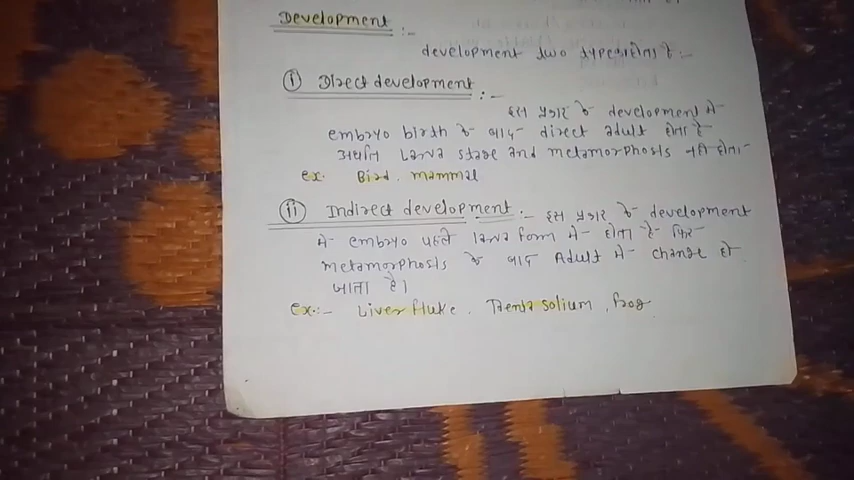 Development :-
development two typeका होता है :-
(i) Direct development :-
इस प्रकार के development में
embryo birth के बाद direct adult होता है
अर्थात Larva stage and metamorphosis नही होता-
ex. Bird. mammal
(ii) Indirect development :- इस प्रकार के development
में embryo पहले larva form में होता है फिर
metamorphosis के बाद Adult में change हो
जाता है।
ex:- Liver fluke. Taenia solium, frog